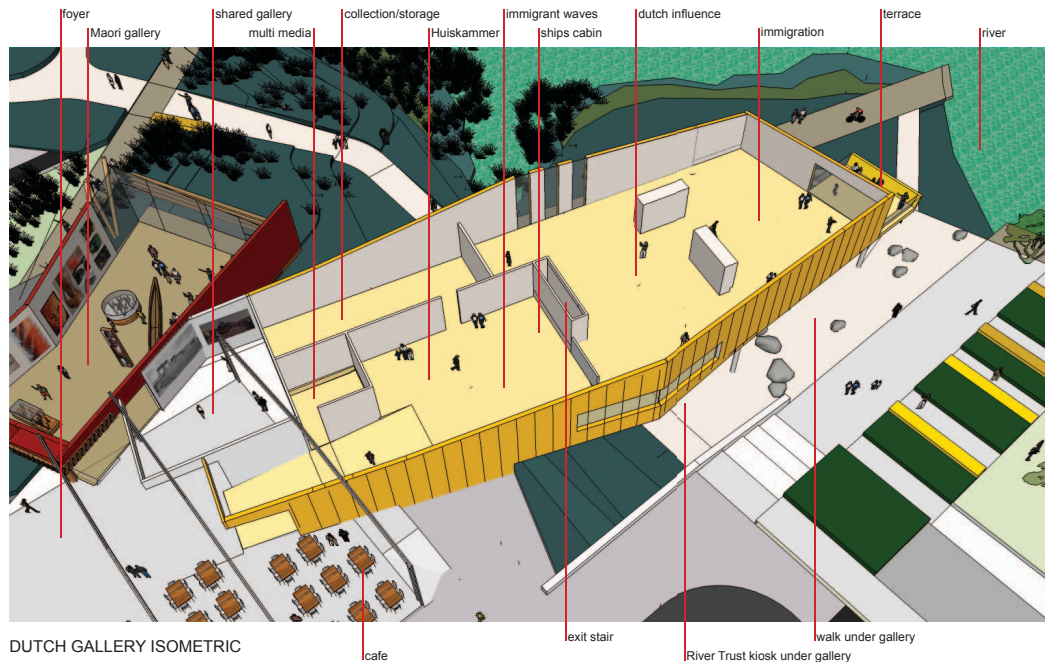 foyer
shared gallery
collection/storage
immigrant waves
dutch influence
terrace
Maori gallery
multi media
Huiskammer
ships cabin
immigration
river
DUTCH GALLERY ISOMETRIC
exit stair
walk under gallery
cafe
River Trust kiosk under gallery